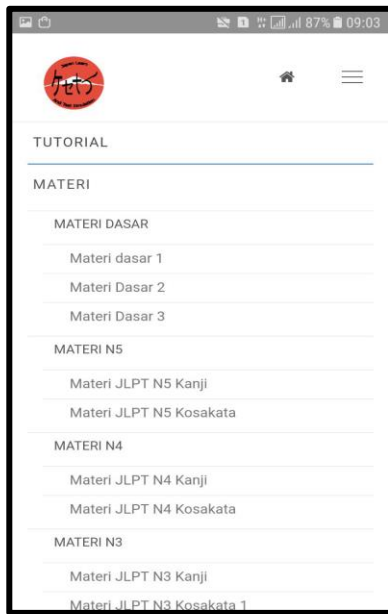 87% 09:03
TUTORIAL
MATERI
MATERI DASAR
Materi dasar 1
Materi Dasar 2
Materi Dasar 3
MATERI N5
Materi JLPT N5 Kanji
Materi JLPT N5 Kosakata
MATERI N4
Materi JLPT N4 Kanji
Materi JLPT N4 Kosakata
MATERI N3
Materi JLPT N3 Kanji
Materi JLPT N3 Kosakata 1